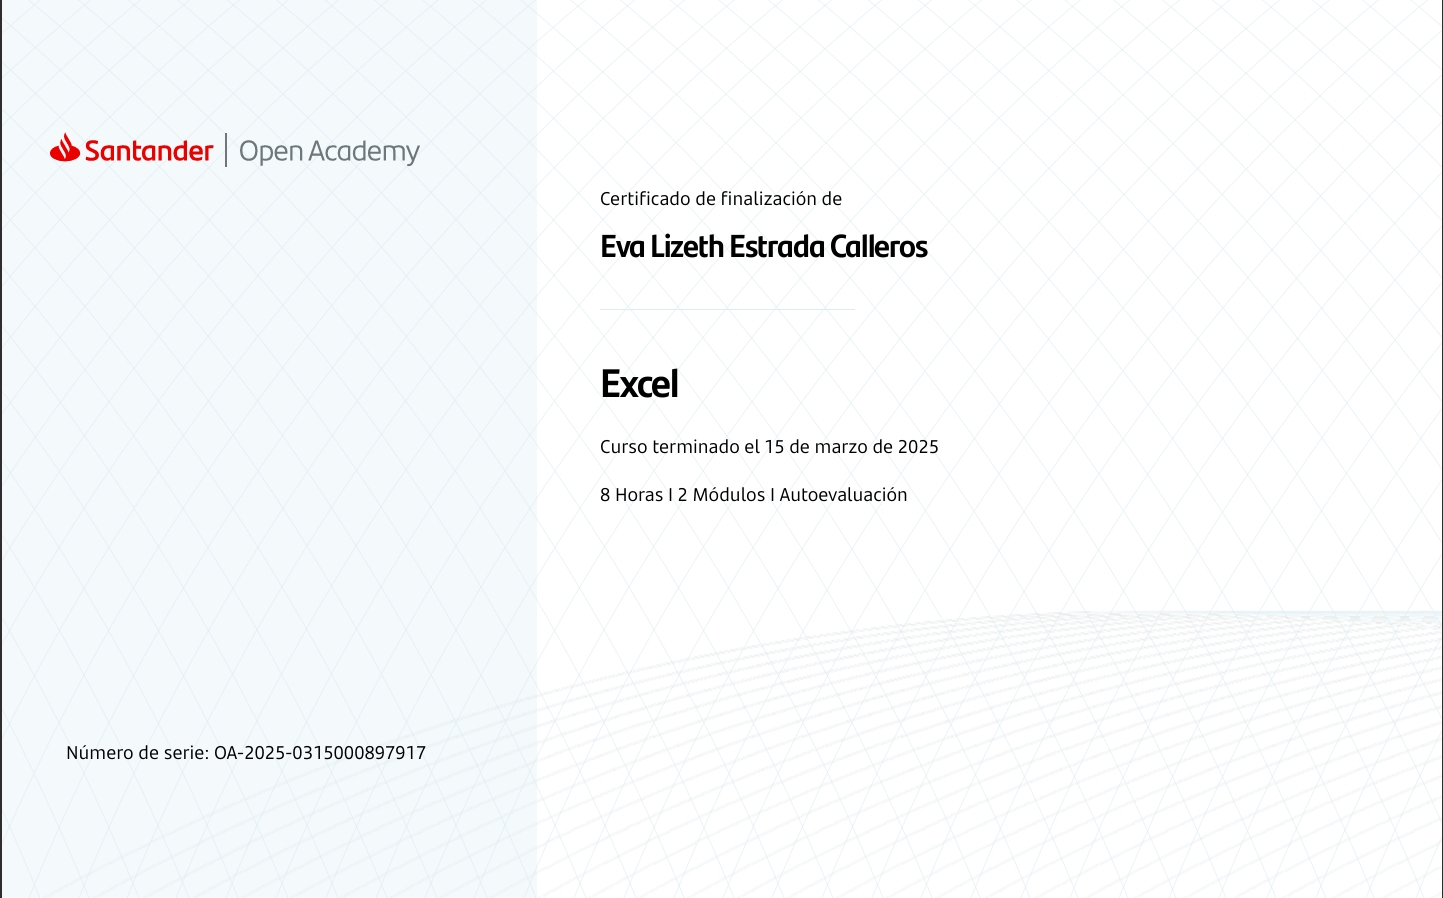 Santander | Open Academy
Certificado de finalización de
Eva Lizeth Estrada Calleros
Excel
Curso terminado el 15 de marzo de 2025
8 Horas I 2 Módulos I Autoevaluación
Número de serie: OA-2025-0315000897917